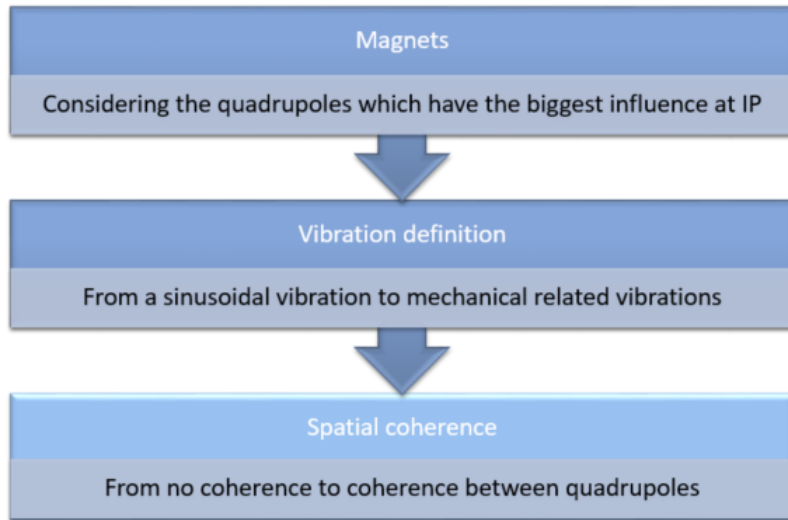 Magnets
Considering the quadrupoles which have the biggest influence at IP
Vibration definition
From a sinusoidal vibration to mechanical related vibrations
Spatial coherence
From no coherence to coherence between quadrupoles